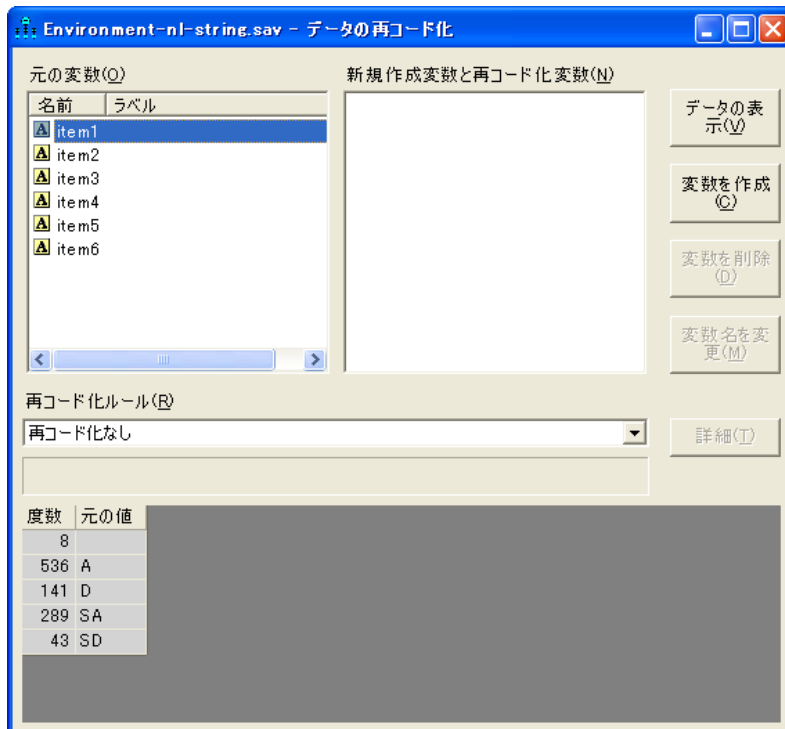 Environment-nl-string.sav - データの再コード化
元の変数(O)
新規作成変数と再コード化変数(N)
名前 ラベル
item1
item2
item3
item4
item5
item6
データの表
示(V)
変数を作成
(C)
変数を削除
(D)
変数名を変
更(M)
再コード化ルール(R)
再コード化なし
詳細(T)
度数 元の値
8
536 A
141 D
289 SA
43 SD